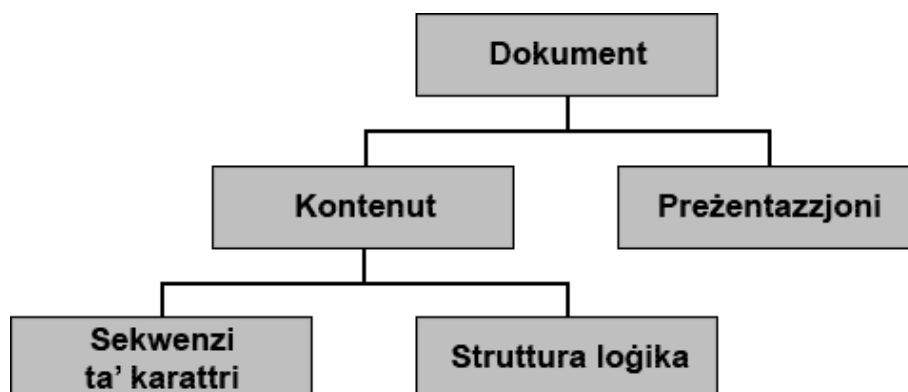 Dokument
Kontenut
Preżentazzjoni
Sekwenzi
ta’ karattri
Struttura loġika